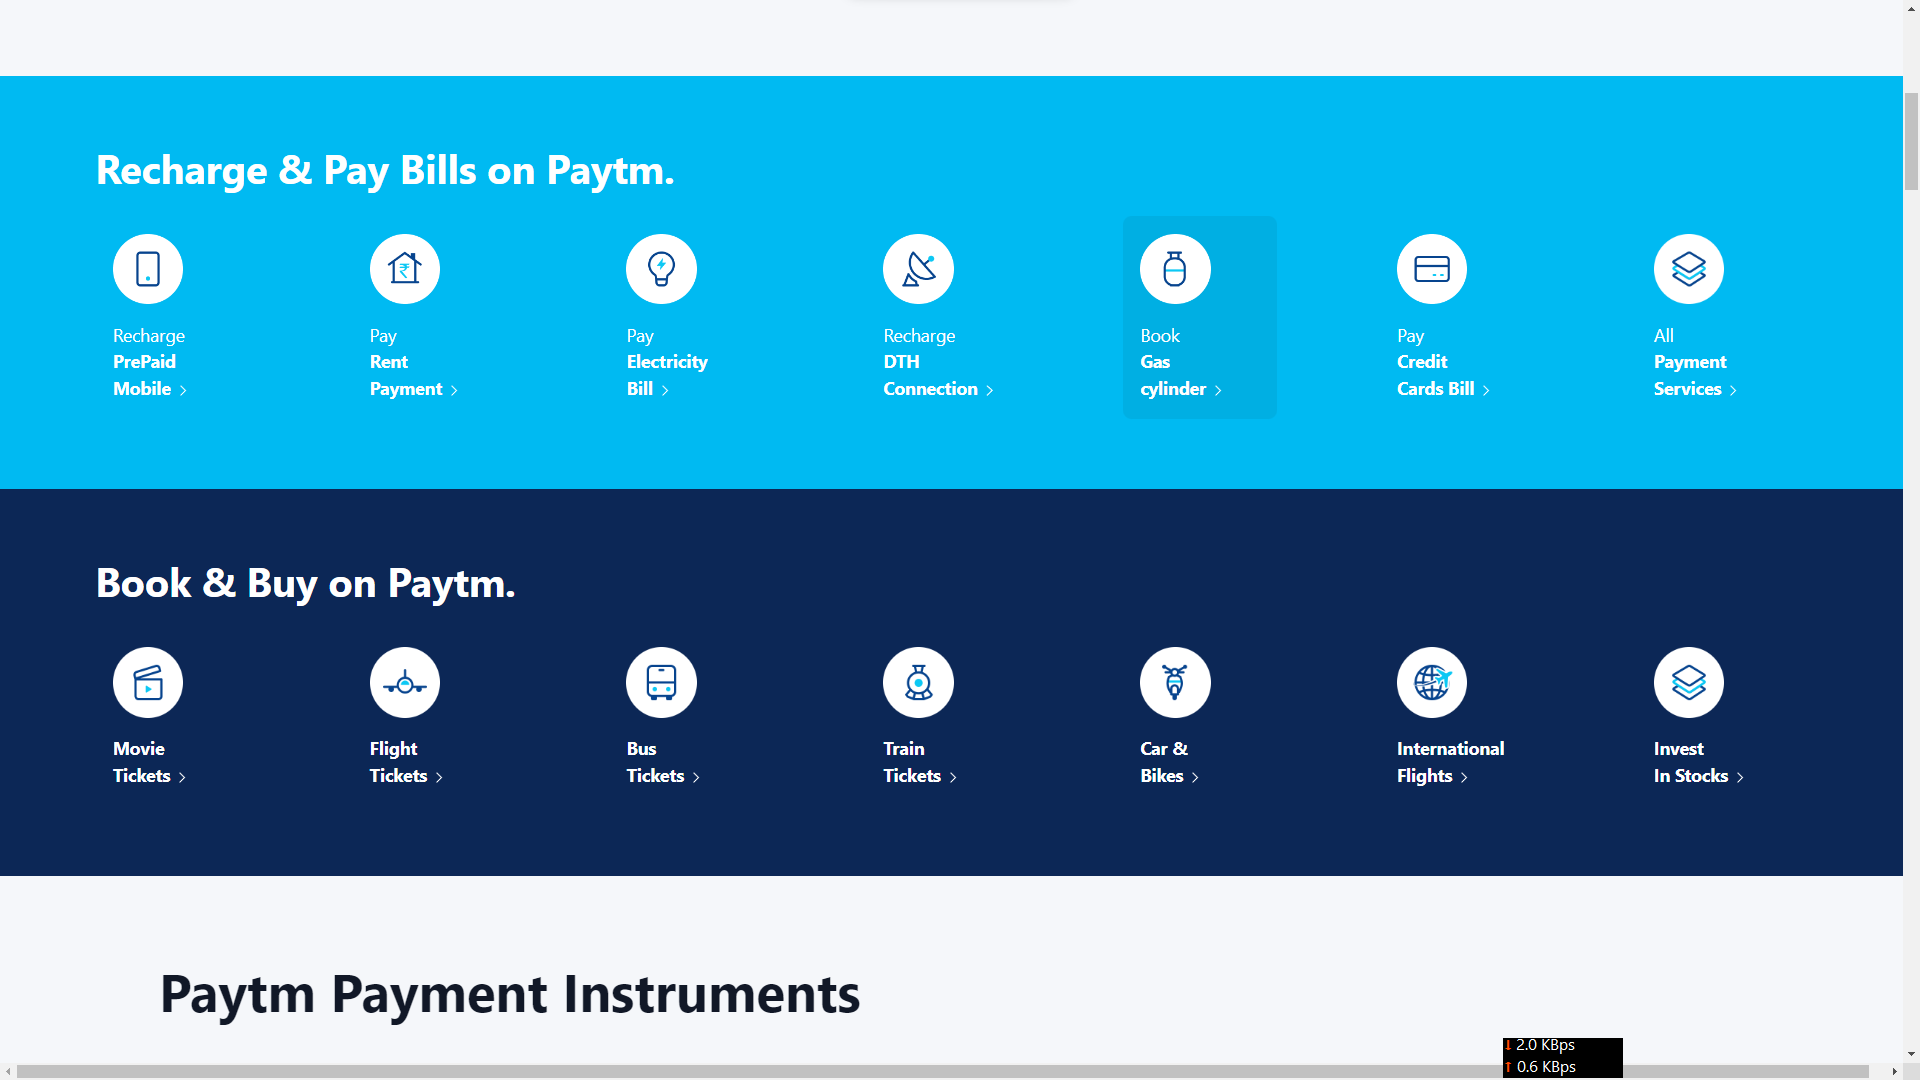 Recharge & Pay Bills on Paytm.
Recharge
PrePaid
Mobile
Pay
Rent
Payment
Pay
Electricity
Bill
Recharge
DTH
Connection
Book
Gas
cylinder
Pay
Credit
Cards Bill
All
Payment
Services
Book & Buy on Paytm.
Movie
Tickets
Flight
Tickets
Bus
Tickets
Train
Tickets
Car &
Bikes
International
Flights
Invest
In Stocks
Paytm Payment Instruments
2.0 KBps
0.6 KBps